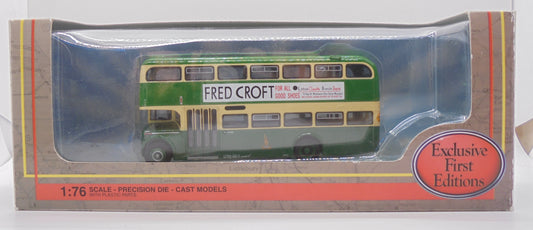 FRED CROFT
FOR ALL
GOOD SHOES
1:76 SCALE - PRECISION DIE - CAST MODELS
WITH PLASTIC PARTS
Exclusive
First
Editions